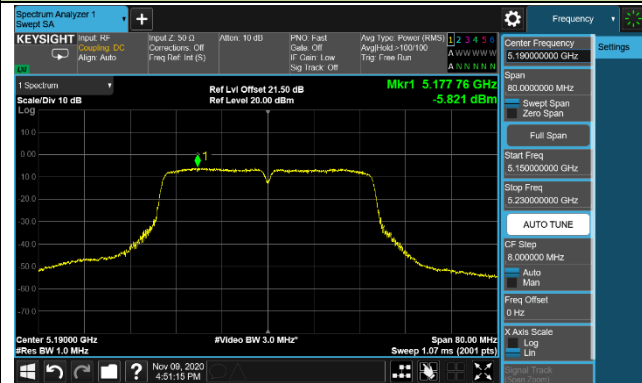 Spectrum Analyzer 1
Swept SA
Frequency
KEYSIGHT
Input: RF
Coupling: DC
Align: Auto
Input Z: 50 Ω
Corrections: Off
Freq Ref: Int (S)
Atten: 10 dB
PNO: Fast
Gate: Off
IF Gain: Low
Sig Track: Off
Avg Type: Power (RMS)
Avg|Hold >100/100
Trig: Free Run
1 2 3 4 5 6
A W W W W W
A N N N N N
LXI
1 Spectrum
Scale/Div 10 dB
Ref Lvl Offset 21.50 dB
Ref Level 20.00 dBm
Mkr1 5.177 76 GHz
-5.821 dBm
Log
10.0
0.00
-10.0
-20.0
-30.0
-40.0
-50.0
-60.0
-70.0
1
Center 5.19000 GHz
#Res BW 1.0 MHz
#Video BW 3.0 MHz*
Span 80.00 MHz
Sweep 1.07 ms (2001 pts)
Center Frequency
5.190000000 GHz
Settings
Span
80.0000000 MHz
Swept Span
Zero Span
Full Span
Start Freq
5.150000000 GHz
Stop Freq
5.230000000 GHz
AUTO TUNE
CF Step
8.000000 MHz
Auto
Man
Freq Offset
0 Hz
X Axis Scale
Log
Lin
Signal Track
(Span Zoom)
Nov 09, 2020
4:51:15 PM